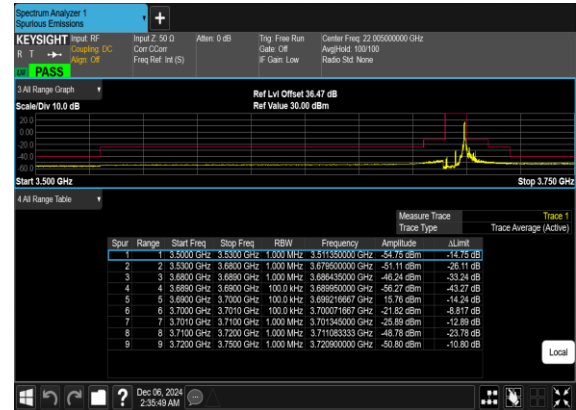 Spectrum Analyzer 1
Spurious Emissions
+
KEYSIGHT Input: RF Input Z: 50 Ω Atten: 0 dB Trig: Free Run Center Freq: 22.005000000 GHz
R T Coupling: DC Corr CCorr Gate: Off Avg|Hold: 100/100
Align: Off Freq Ref: Int (S) IF Gain: Low Radio Std: None
PASS
3 All Range Graph
Ref Lvl Offset 36.47 dB
Scale/Div 10.0 dB Ref Value 30.00 dBm
20.0
0.00
-20.0
-40.0
-60.0
Start 3.500 GHz Stop 3.750 GHz
4 All Range Table
Measure Trace Trace 1
Trace Type Trace Average (Active)
Spur Range Start Freq Stop Freq RBW Frequency Amplitude ΔLimit
1 1 3.5000 GHz 3.5300 GHz 1.000 MHz 3.511350000 GHz -54.75 dBm -14.75 dB
2 2 3.5300 GHz 3.6800 GHz 1.000 MHz 3.679500000 GHz -51.11 dBm -26.11 dB
3 3 3.6800 GHz 3.6890 GHz 1.000 MHz 3.686435000 GHz -46.24 dBm -33.24 dB
4 4 3.6890 GHz 3.6900 GHz 100.0 kHz 3.689950000 GHz -56.27 dBm -43.27 dB
5 5 3.6900 GHz 3.7000 GHz 100.0 kHz 3.699216667 GHz 15.76 dBm -14.24 dB
6 6 3.7000 GHz 3.7010 GHz 100.0 kHz 3.700071667 GHz -21.82 dBm -8.817 dB
7 7 3.7010 GHz 3.7100 GHz 1.000 MHz 3.701345000 GHz -25.89 dBm -12.89 dB
8 8 3.7100 GHz 3.7200 GHz 1.000 MHz 3.711083333 GHz -48.78 dBm -23.78 dB
9 9 3.7200 GHz 3.7500 GHz 1.000 MHz 3.720900000 GHz -50.80 dBm -10.80 dB
Local
? Dec 06, 2024
2:35:49 AM